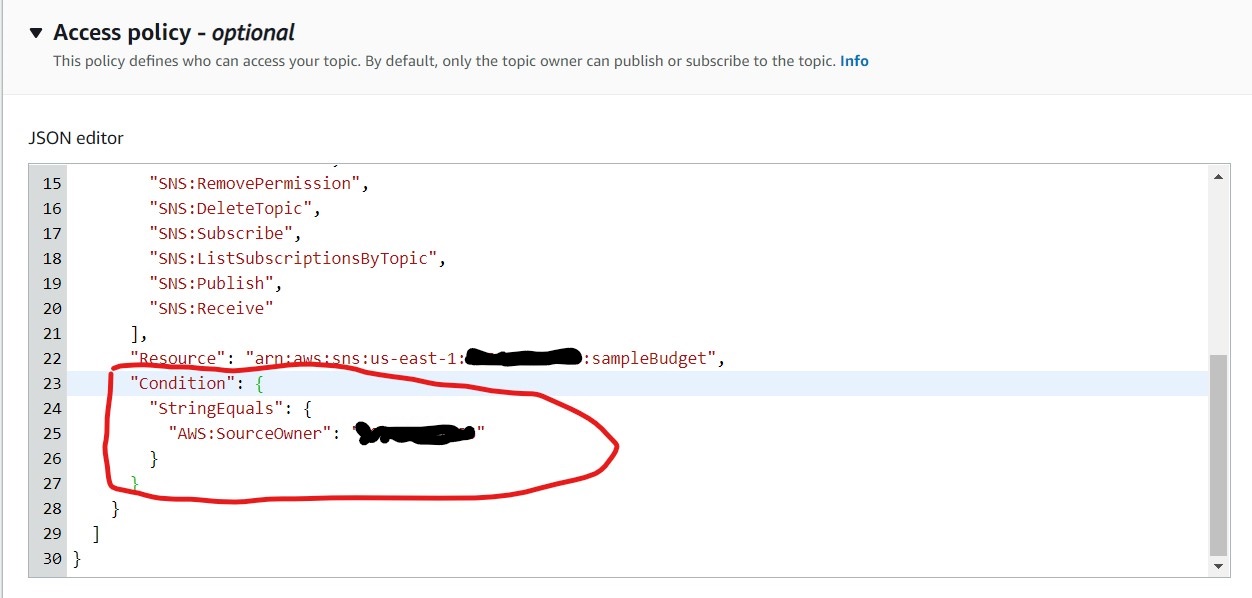 ▼ Access policy - optional
This policy defines who can access your topic. By default, only the topic owner can publish or subscribe to the topic. Info
JSON editor
15 "SNS:RemovePermission",
16 "SNS:DeleteTopic",
17 "SNS:Subscribe",
18 "SNS:ListSubscriptionsByTopic",
19 "SNS:Publish",
20 "SNS:Receive"
21 ],
22 "Resource": "arn:aws:sns:us-east-1: :sampleBudget",
23 "Condition": {
24 "StringEquals": {
25 "AWS:SourceOwner": " "
26 }
27 }
28 }
29 ]
30 }